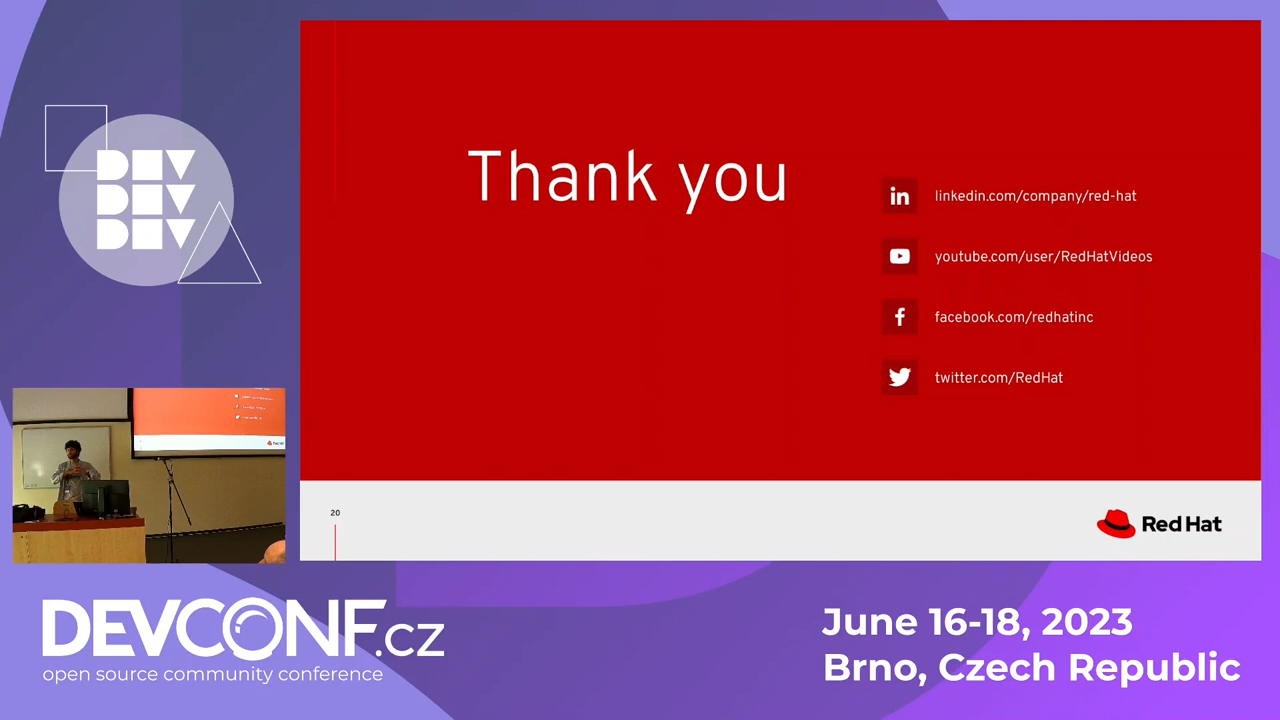 DEV
DEV
DEV
Thank you
linkedin.com/company/red-hat
youtube.com/user/RedHatVideos
facebook.com/redhatinc
twitter.com/RedHat
20
Red Hat
DEVCONF.CZ
open source community conference
June 16-18, 2023
Brno, Czech Republic